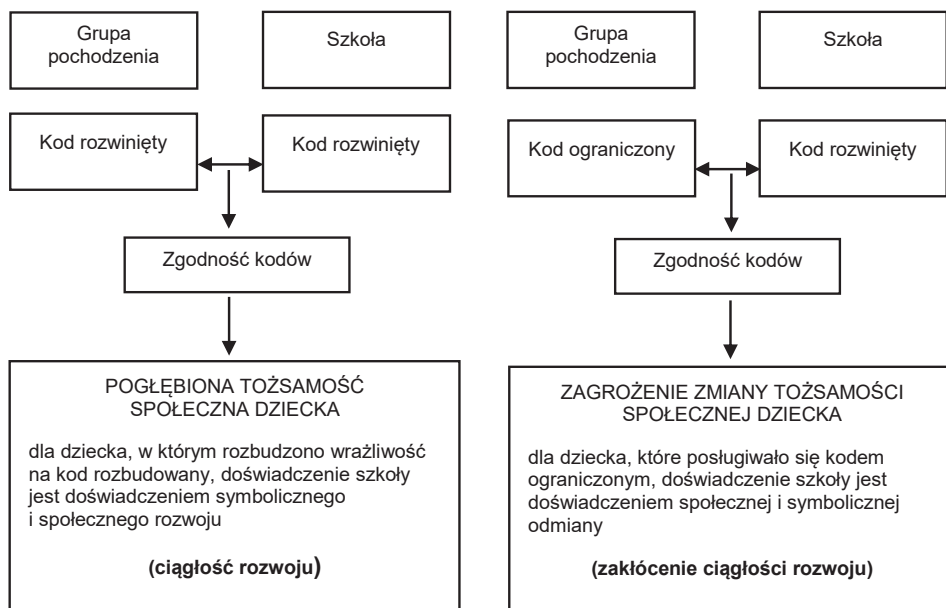 Grupa
pochodzenia
Szkoła
Kod rozwinięty
Kod rozwinięty
Zgodność kodów
POGŁĘBIONA TOŻSAMOŚĆ
SPOŁECZNA DZIECKA
dla dziecka, w którym rozbudzono wrażliwość
na kod rozbudowany, doświadczenie szkoły
jest doświadczeniem symbolicznego
i społecznego rozwoju
(ciągłość rozwoju)
Grupa
pochodzenia
Szkoła
Kod ograniczony
Kod rozwinięty
Zgodność kodów
ZAGROŻENIE ZMIANY TOŻSAMOŚCI
SPOŁECZNEJ DZIECKA
dla dziecka, które posługiwało się kodem
ograniczonym, doświadczenie szkoły jest
doświadczeniem społecznej i symbolicznej
odmiany
(zakłócenie ciągłości rozwoju)